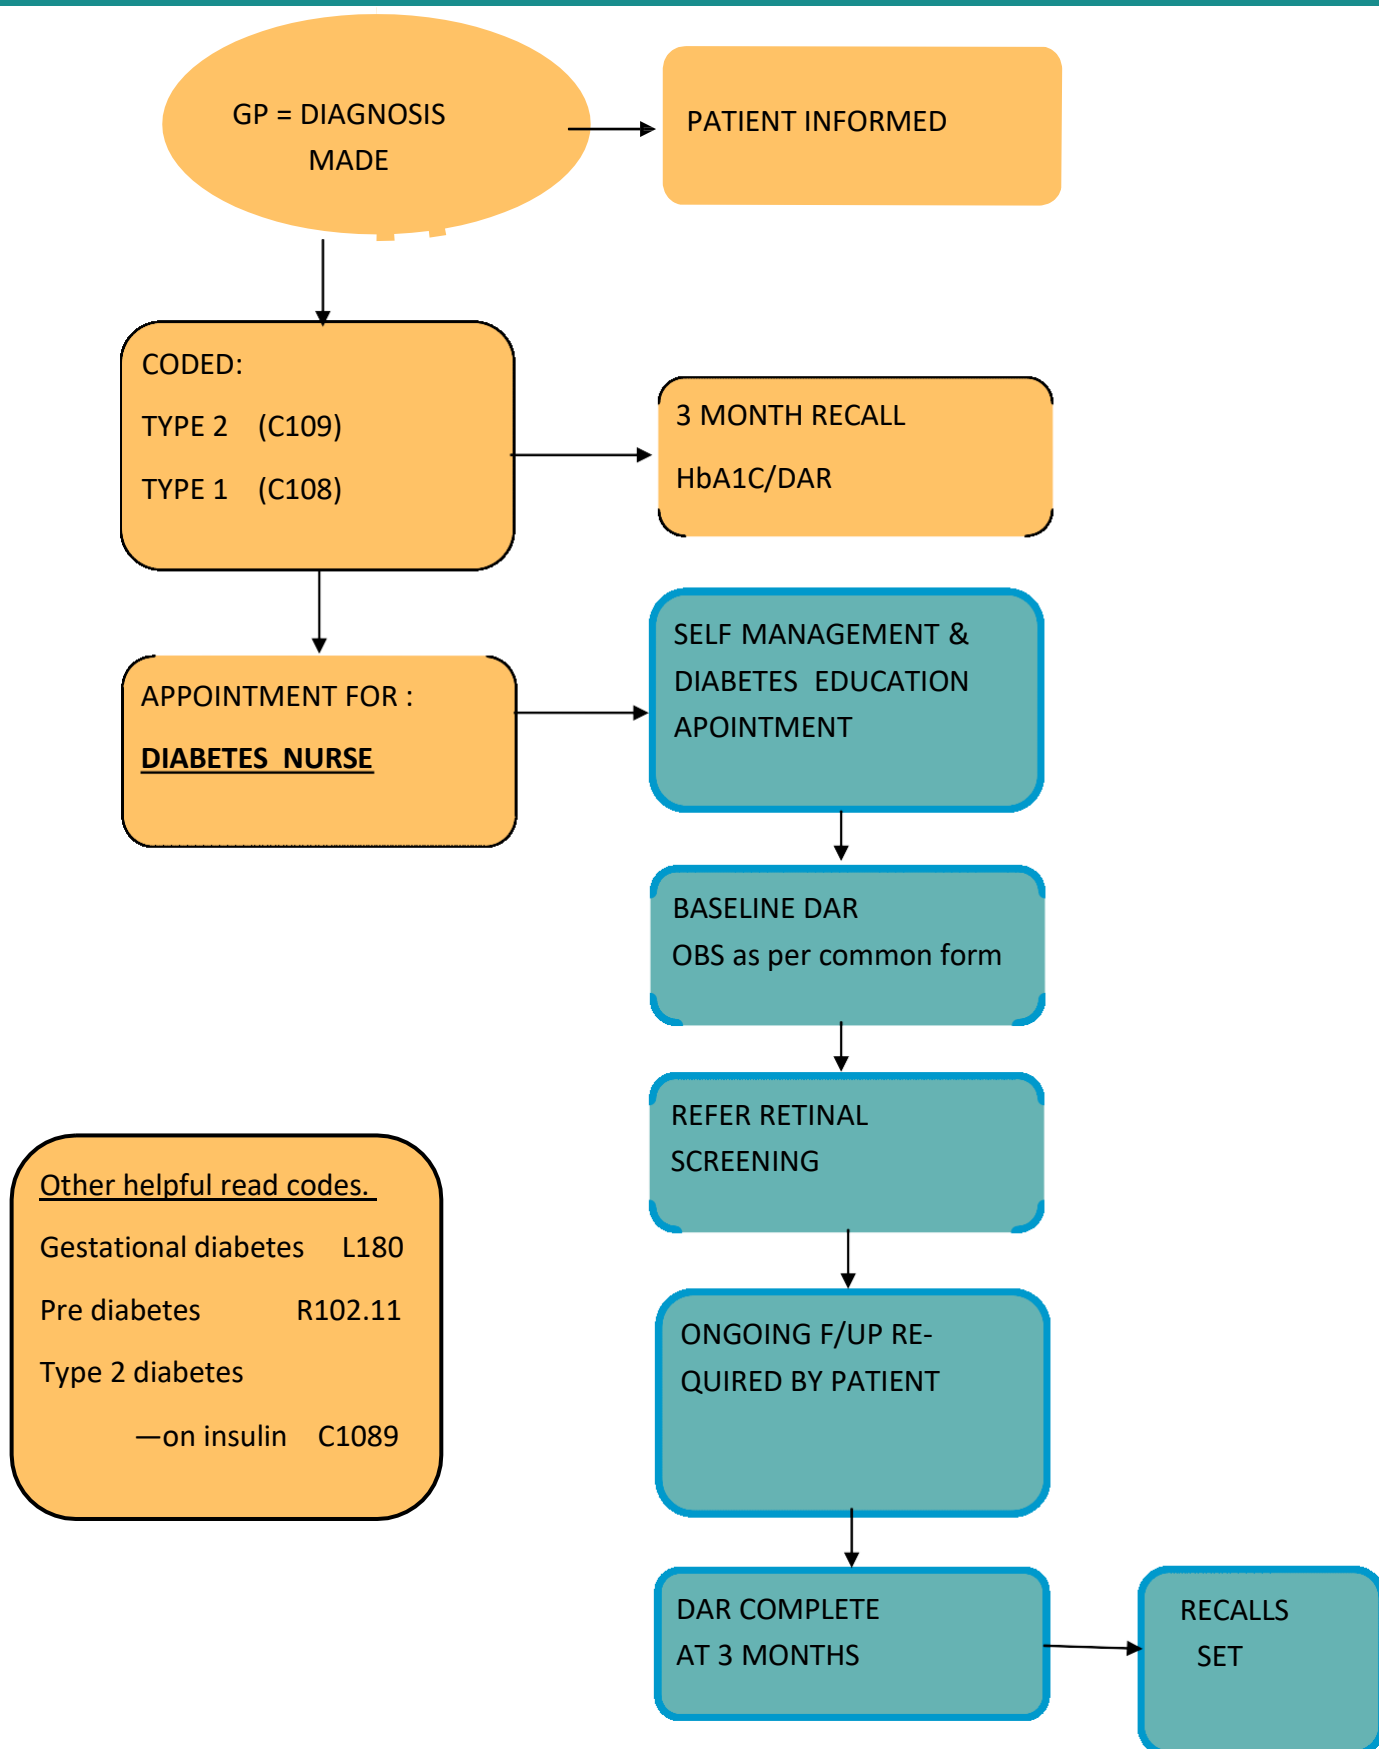 GP = DIAGNOSIS
MADE
PATIENT INFORMED
CODED:
TYPE 2 (C109)
TYPE 1 (C108)
3 MONTH RECALL
HbA1C/DAR
APPOINTMENT FOR :
DIABETES NURSE
SELF MANAGEMENT &
DIABETES EDUCATION
APOINTMENT
BASELINE DAR
OBS as per common form
REFER RETINAL
SCREENING
Other helpful read codes.
Gestational diabetes L180
Pre diabetes R102.11
Type 2 diabetes
—on insulin C1089
ONGOING F/UP RE-
QUIRED BY PATIENT
DAR COMPLETE
AT 3 MONTHS
RECALLS
SET